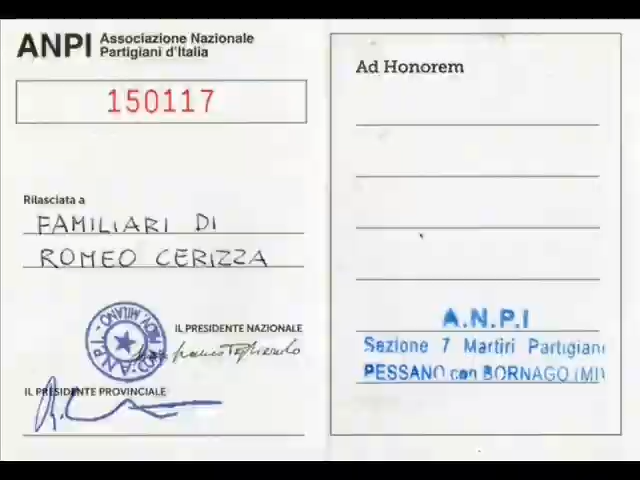 ANPI Associazione Nazionale
Partigiani d'Italia
150117
Rilasciata a
FAMILIARI DI
ROMEO CERIZZA
IL PRESIDENTE NAZIONALE
IL PRESIDENTE PROVINCIALE
Ad Honorem
A.N.P.I
Sezione 7 Martiri Partigiani
PESSANO con BORNAGO (MI)